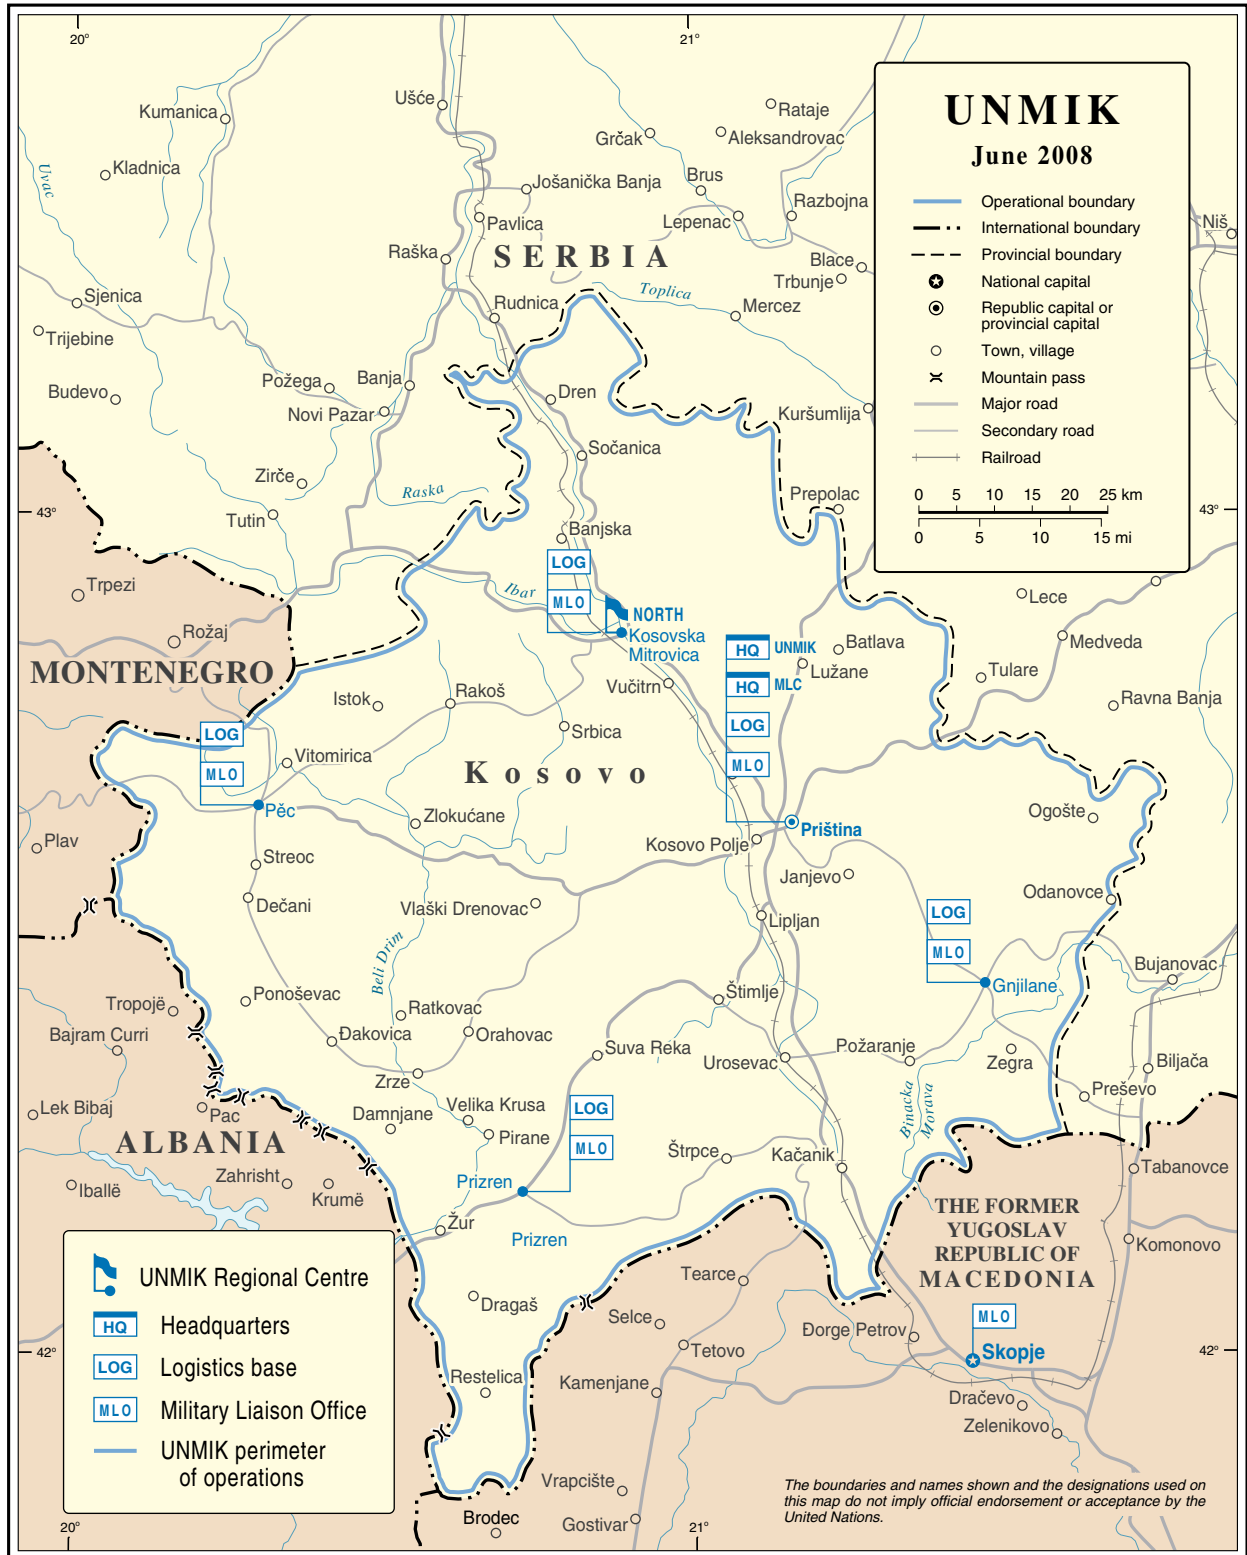 20°
21°
UNMIK
June 2008
Operational boundary
International boundary
Provincial boundary
National capital
Republic capital or
provincial capital
Town, village
Mountain pass
Major road
Secondary road
Railroad
0 5 10 15 20 25 km
0 5 10 15 mi
Ušće
Kumanica
Kladnica
Uvac
Rataje
Grčak
Aleksandrovac
Jošanička Banja
Brus
Pavlica
Lepenac
Razbojna
Niš
Raška
SERBIA
Blace
Trbunje
Sjenica
Rudnica
Toplica
Mercez
Trijebine
Budevo
Požega
Banja
Novi Pazar
Dren
Kuršumlija
Sočanica
Zirče
Raska
Prepolac
43°
43°
Tutin
Banjska
LOG
Trpezi
Ibar
MLO
NORTH
Lece
Rožaj
Kosovska
Mitrovica
HQ UNMIK
Batlava
Medveda
MONTENEGRO
Lužane
Tulare
Vučitrn
HQ MLC
Istok
Rakoš
Ravna Banja
LOG
Srbica
LOG
Vitomirica
MLO
Kosovo
MLO
Pěc
Zlokućane
Ogošte
Priština
Plav
Kosovo Polje
Streoc
Janjevo
Dečani
Vlaški Drenovac
Odanovce
LOG
Lipljan
Beli Drim
MLO
Bujanovac
Gnjilane
Ponoševac
Štimlje
Tropojë
Ratkovac
Bajram Curri
Đakovica
Orahovac
Suva Reka
Urosevac
Požaranje
Zegra
Biljača
Zrze
Preševo
Lek Bibaj
Pac
Damnjane
Velika Krusa
LOG
Binacka
Morava
ALBANIA
Pirane
MLO
Štrpce
Kačanik
Tabanovce
Iballë
Zahrisht
Krumë
Prizren
THE FORMER
YUGOSLAV
REPUBLIC OF
MACEDONIA
Žur
Prizren
Komonovo
Tearce
Dragaš
Selce
MLO
Đorge Petrov
Tetovo
Skopje
42°
42°
Restelica
Kamenjane
Dračevo
Zelenikovo
Vrapcište
Brodec
Gostivar
UNMIK Regional Centre
HQ Headquarters
LOG Logistics base
MLO Military Liaison Office
UNMIK perimeter
of operations
The boundaries and names shown and the designations used on
this map do not imply official endorsement or acceptance by the
United Nations.
20°
21°